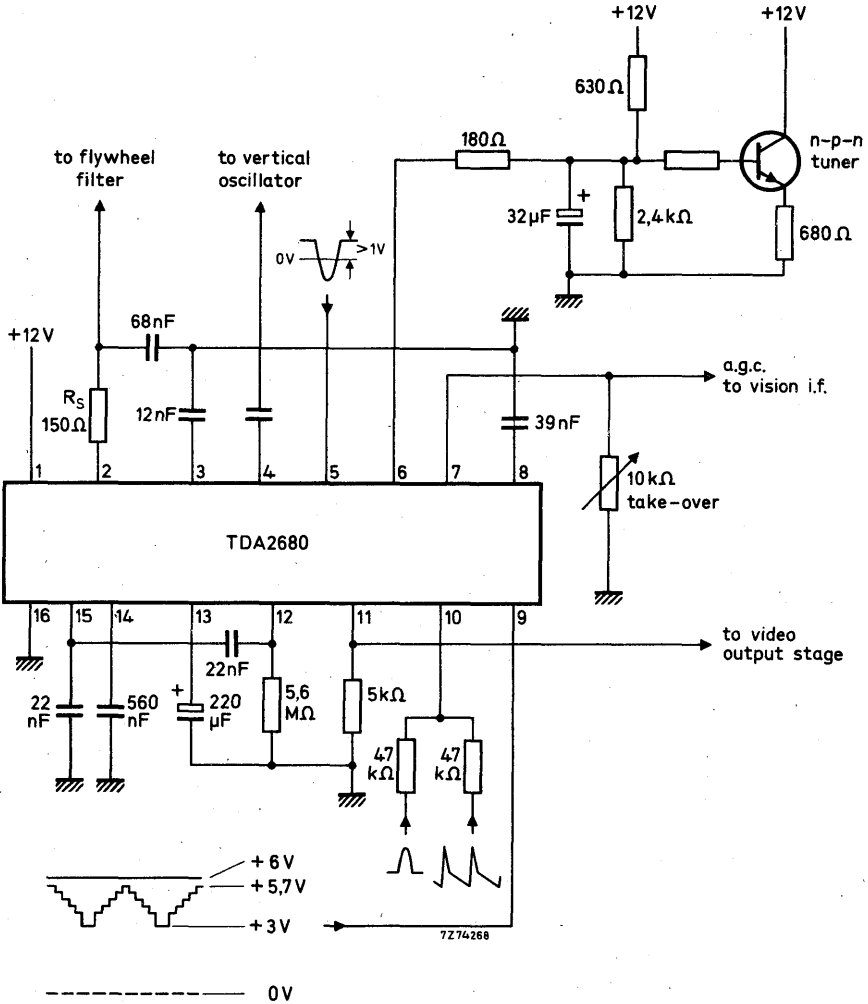 +12V
+12V
630Ω
180Ω
n-p-n
tuner
to flywheel
filter
to vertical
oscillator
32µF
+
2,4kΩ
680Ω
0V
>1V
68nF
+12V
a.g.c.
to vision i.f.
RS
150Ω
12nF
39nF
10kΩ
take-over
1
2
3
4
5
6
7
8
TDA2680
16
15
14
13
12
11
10
9
to video
output stage
22nF
22
nF
560
nF
+
220
µF
5,6
MΩ
5kΩ
47
kΩ
47
kΩ
+6V
+5,7V
+3V
7Z74268
0V